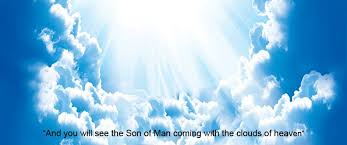 "And you will see the Son of Man coming with the clouds of heaven"